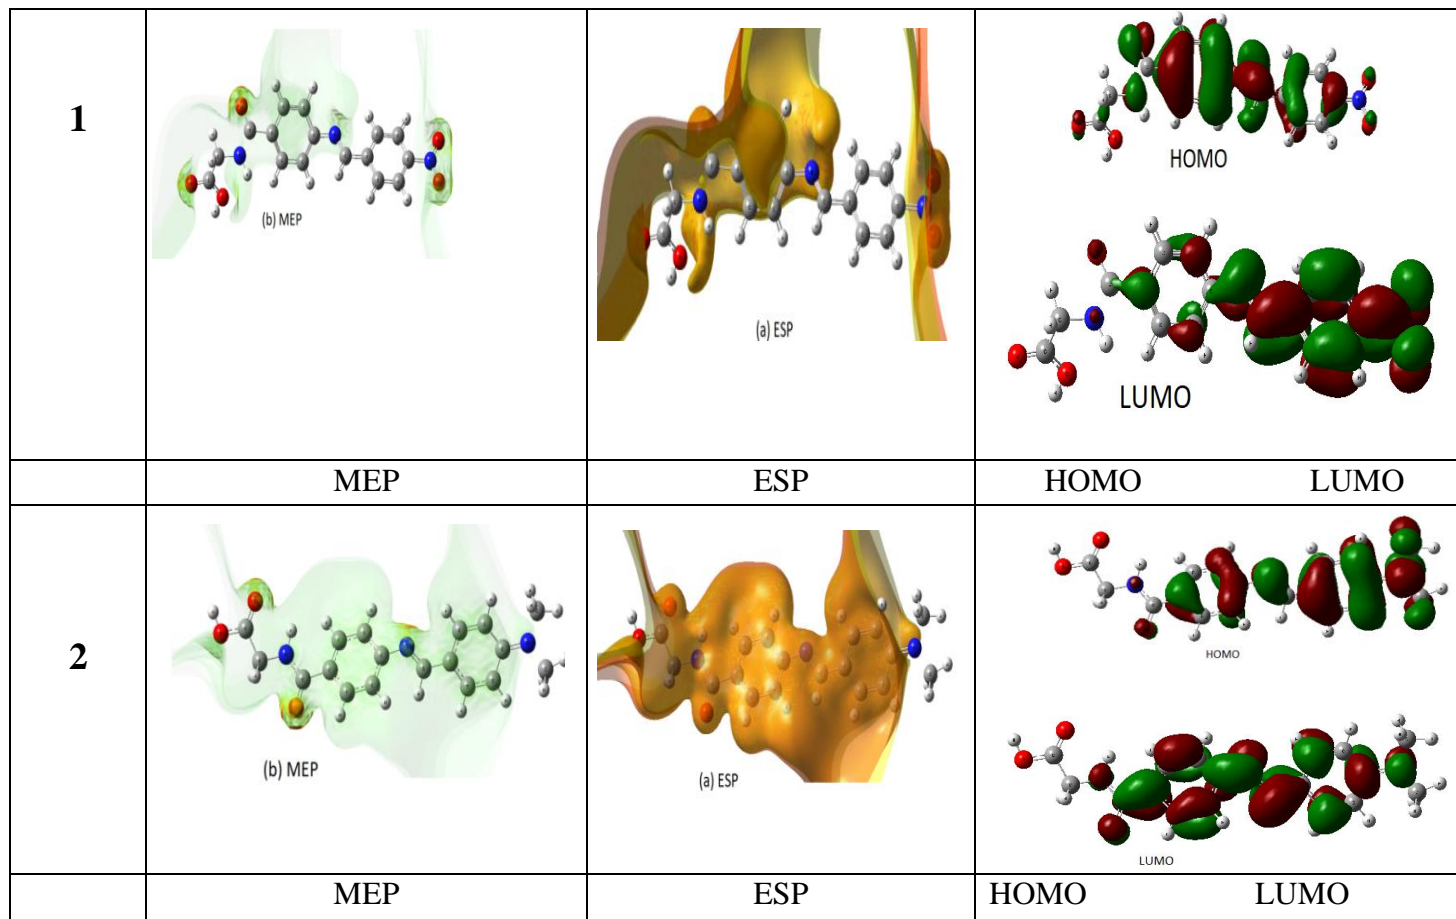 1
(b) MEP
(a) ESP
HOMO
LUMO
MEP
ESP
HOMO LUMO
2
(b) MEP
(a) ESP
HOMO
LUMO
MEP
ESP
HOMO LUMO